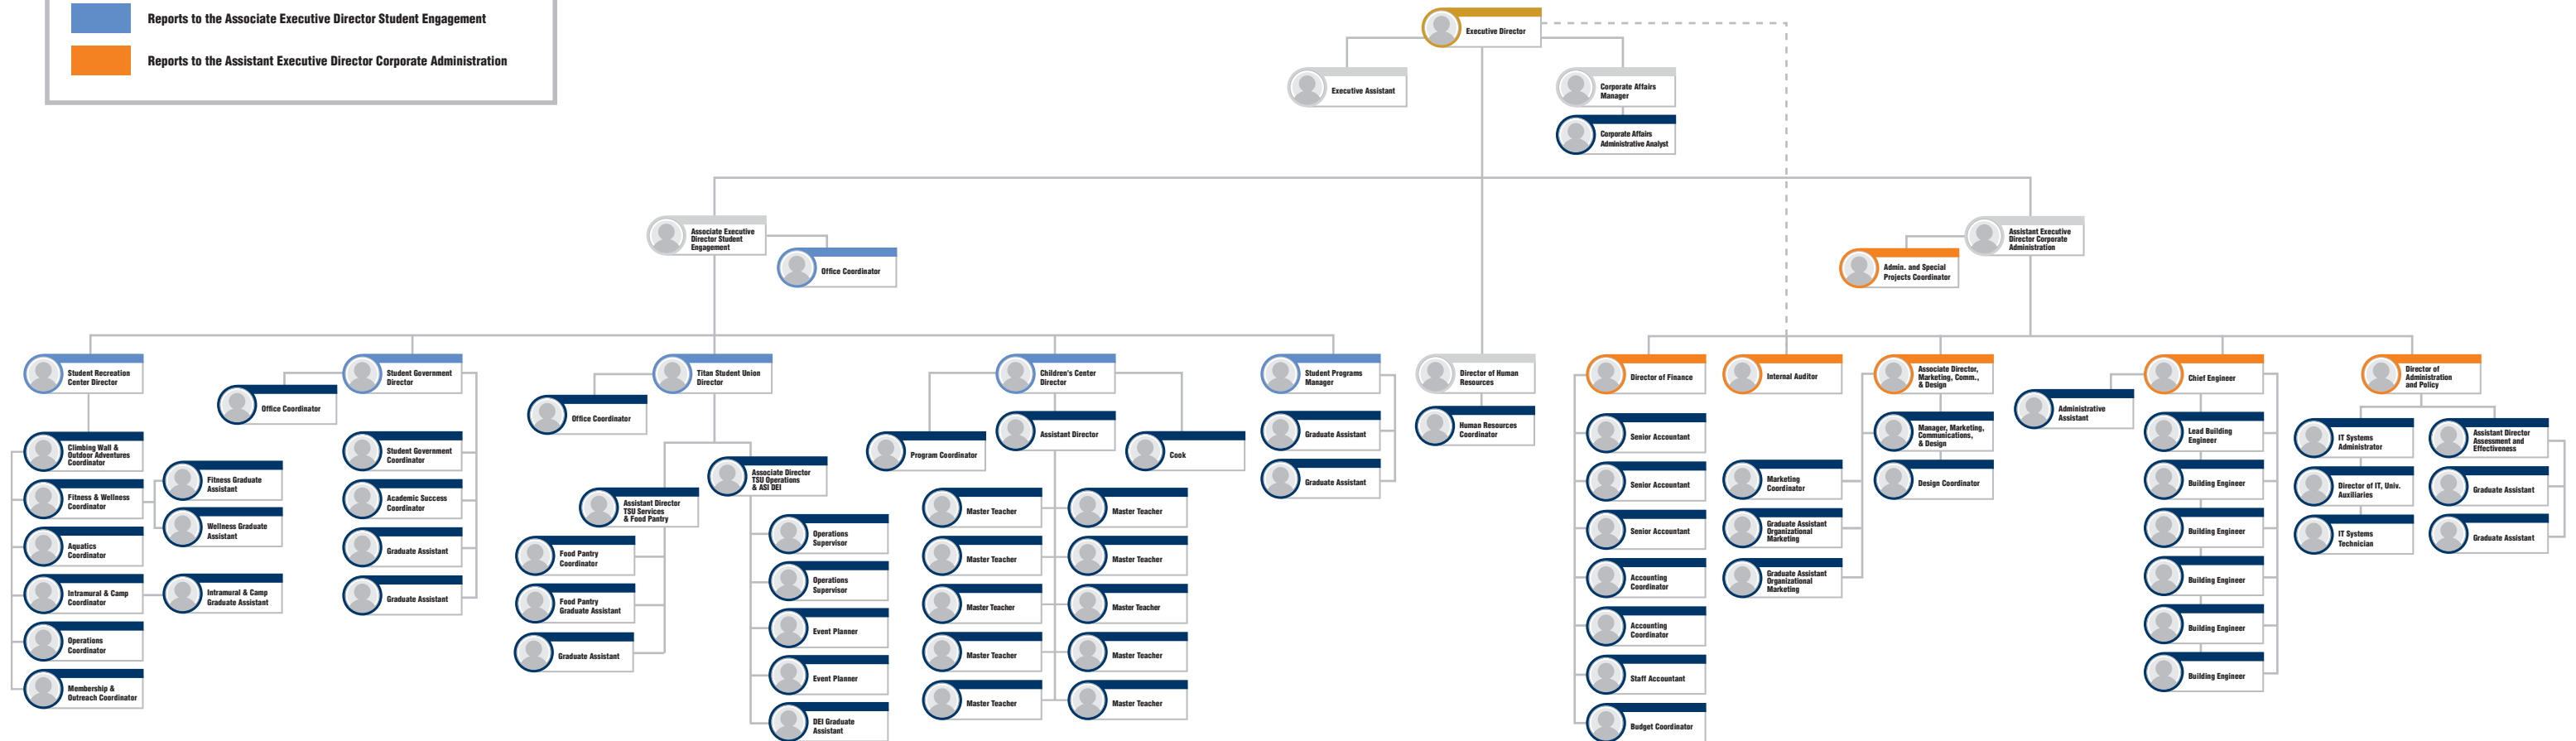 Reports to the Associate Executive Director Student Engagement
Reports to the Assistant Executive Director Corporate Administration
Executive Director
Executive Assistant
Corporate Affairs
Manager
Corporate Affairs
Administrative Analyst
Associate Executive
Director Student
Engagement
Office Coordinator
Assistant Executive
Director Corporate
Administration
Admin. and Special
Projects Coordinator
Student Recreation
Center Director
Climbing Wall &
Outdoor Adventures
Coordinator
Fitness & Wellness
Coordinator
Fitness Graduate
Assistant
Wellness Graduate
Assistant
Aquatics
Coordinator
Intramural & Camp
Coordinator
Intramural & Camp
Graduate Assistant
Operations
Coordinator
Membership &
Outreach Coordinator
Student Government
Director
Office Coordinator
Student Government
Coordinator
Academic Success
Coordinator
Graduate Assistant
Graduate Assistant
Titan Student Union
Director
Office Coordinator
Assistant Director
TSU Services
& Food Pantry
Food Pantry
Coordinator
Food Pantry
Graduate Assistant
Graduate Assistant
Associate Director
TSU Operations
& ASI DEI
Operations
Supervisor
Operations
Supervisor
Event Planner
Event Planner
DEI Graduate
Assistant
Children's Center
Director
Program Coordinator
Assistant Director
Cook
Master Teacher
Master Teacher
Master Teacher
Master Teacher
Master Teacher
Master Teacher
Master Teacher
Master Teacher
Master Teacher
Master Teacher
Student Programs
Manager
Graduate Assistant
Graduate Assistant
Director of Human
Resources
Human Resources
Coordinator
Director of Finance
Senior Accountant
Senior Accountant
Senior Accountant
Accounting
Coordinator
Accounting
Coordinator
Staff Accountant
Budget Coordinator
Internal Auditor
Associate Director,
Marketing, Comm.,
& Design
Manager, Marketing,
Communications,
& Design
Marketing
Coordinator
Design Coordinator
Graduate Assistant
Organizational
Marketing
Graduate Assistant
Organizational
Marketing
Chief Engineer
Administrative
Assistant
Lead Building
Engineer
Building Engineer
Building Engineer
Building Engineer
Building Engineer
Building Engineer
Director of
Administration
and Policy
IT Systems
Administrator
Director of IT, Univ.
Auxiliaries
IT Systems
Technician
Assistant Director
Assessment and
Effectiveness
Graduate Assistant
Graduate Assistant